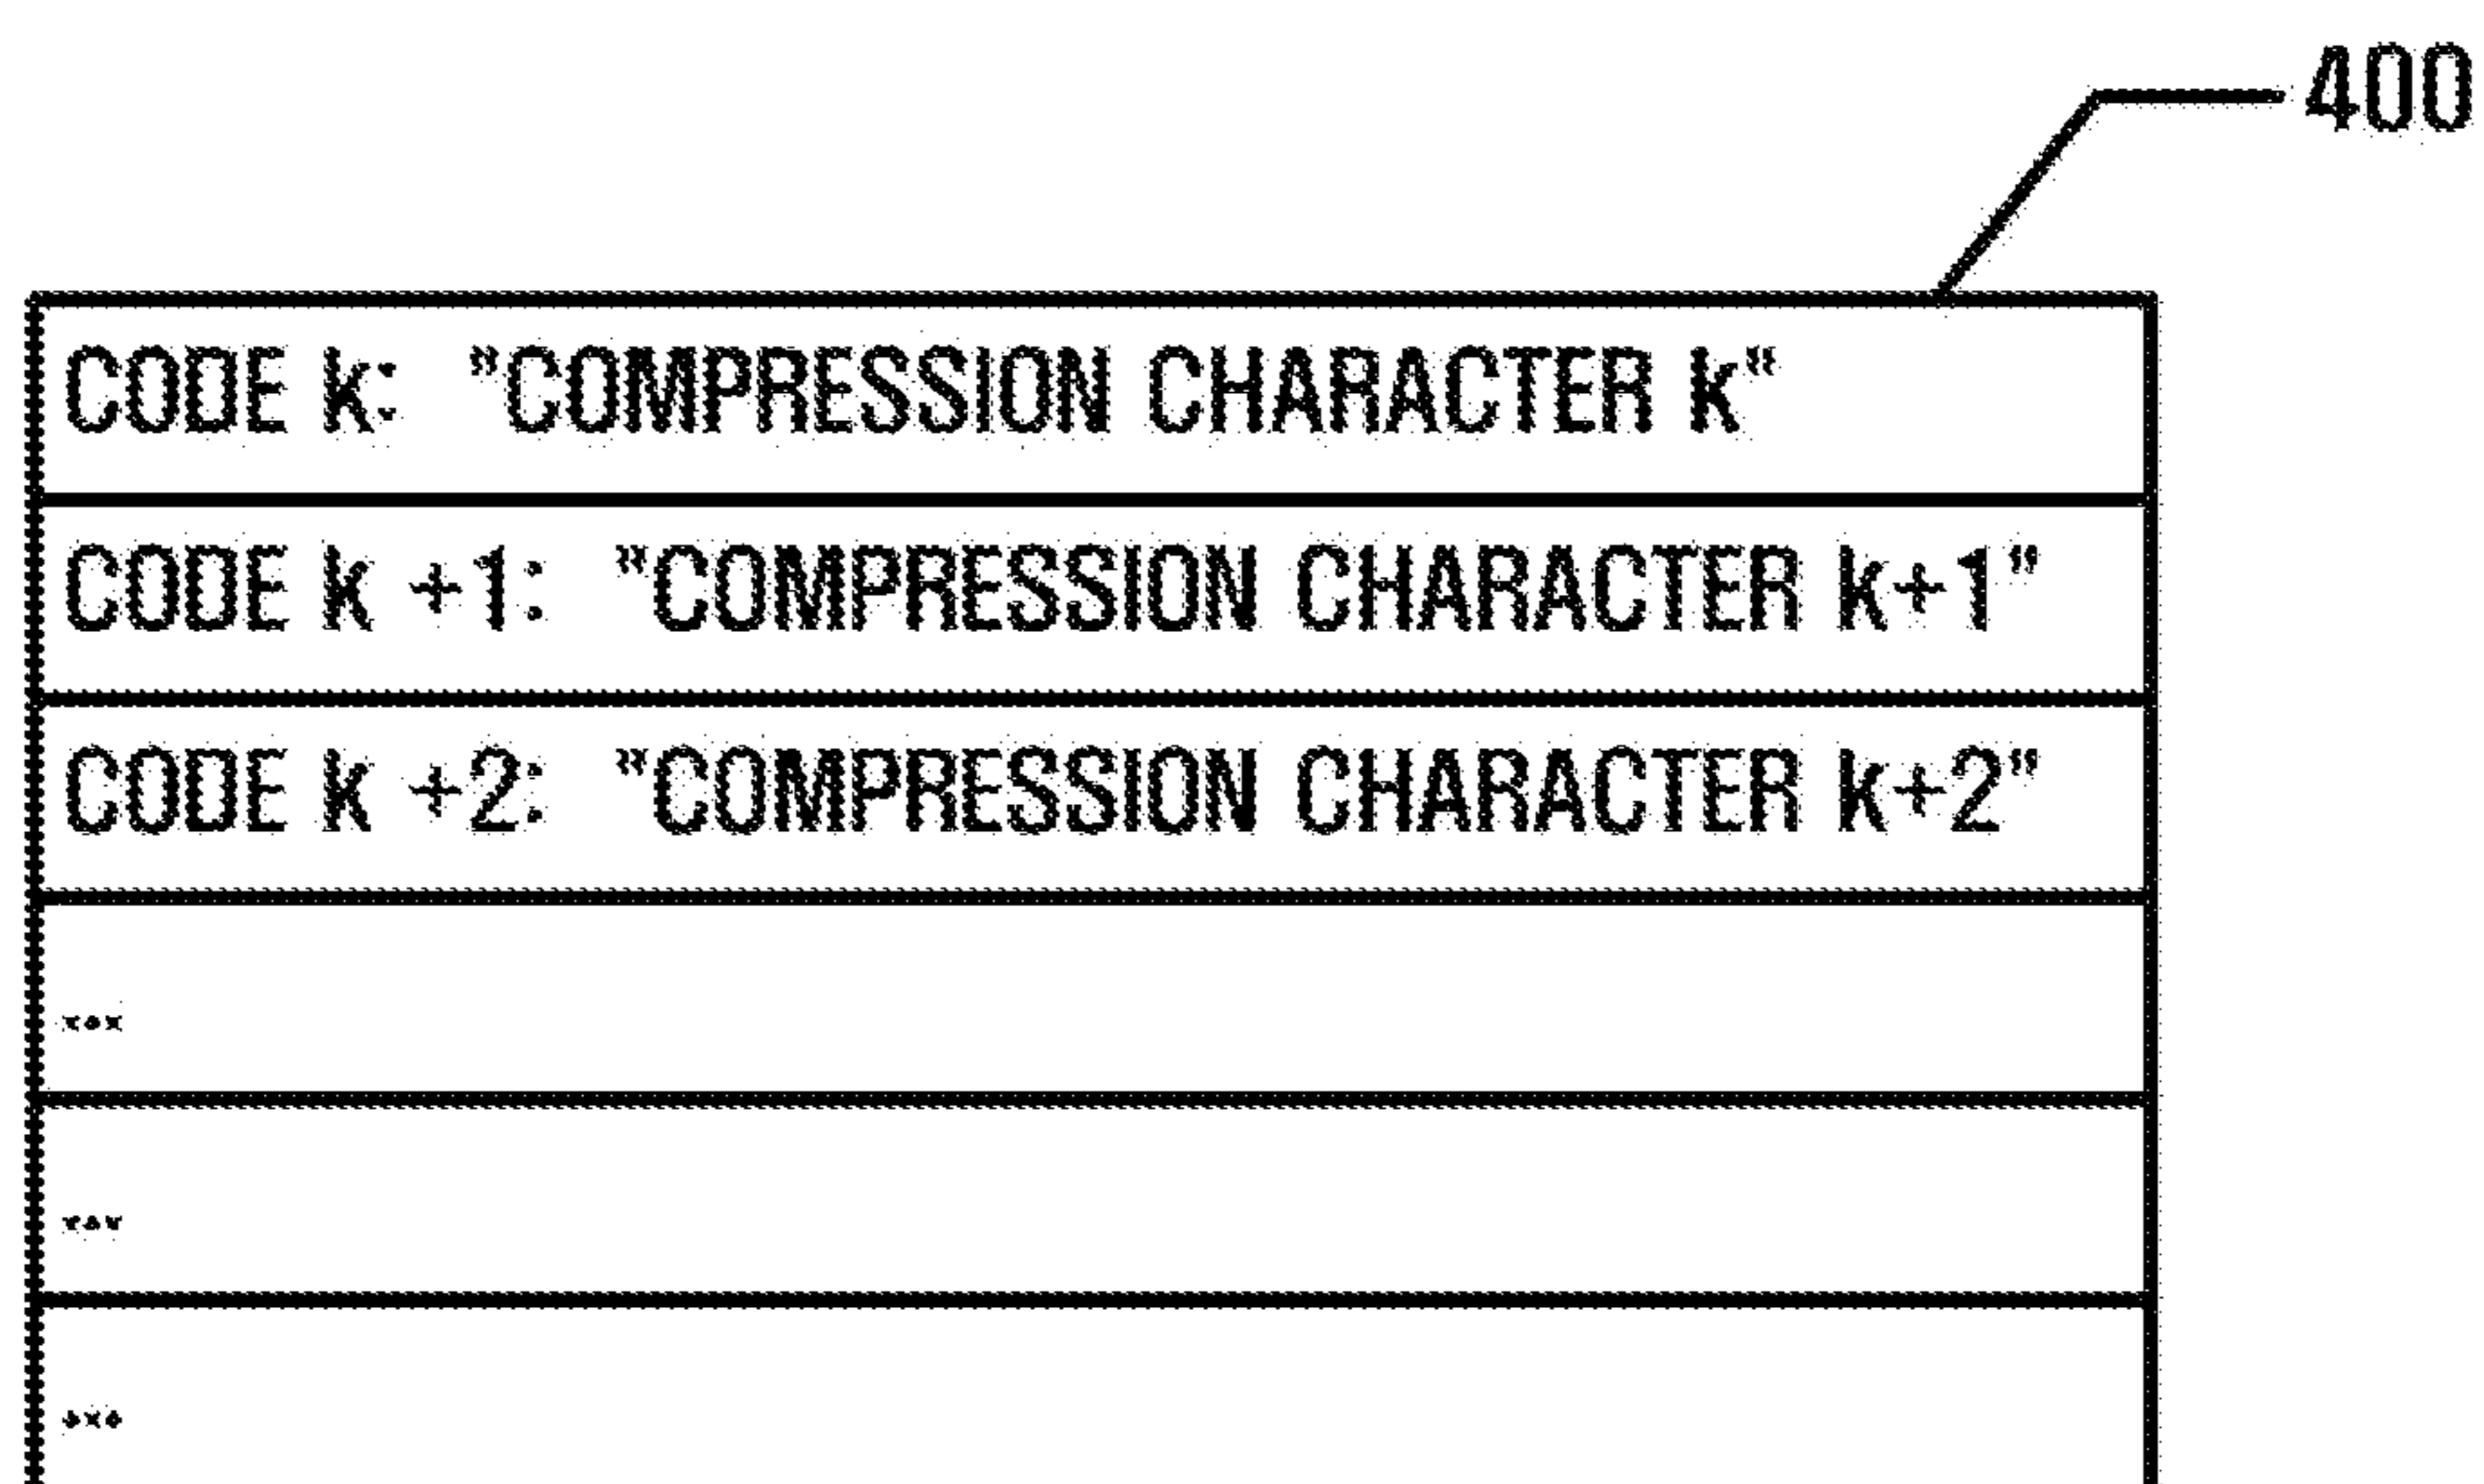 400
CODE k: "COMPRESSION CHARACTER k"
CODE k +1: "COMPRESSION CHARACTER k+1"
CODE k +2: "COMPRESSION CHARACTER k+2"
...
...
...